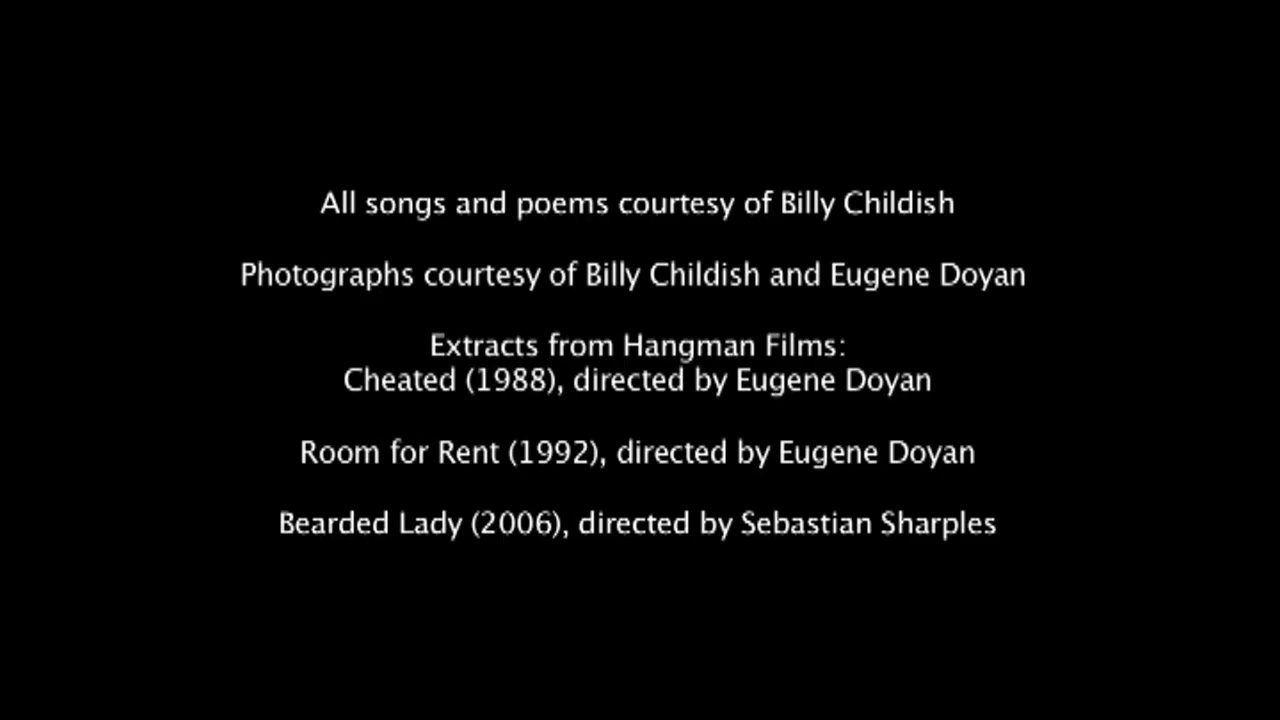 All songs and poems courtesy of Billy Childish
Photographs courtesy of Billy Childish and Eugene Doyan
Extracts from Hangman Films:
Cheated (1988), directed by Eugene Doyan
Room for Rent (1992), directed by Eugene Doyan
Bearded Lady (2006), directed by Sebastian Sharples